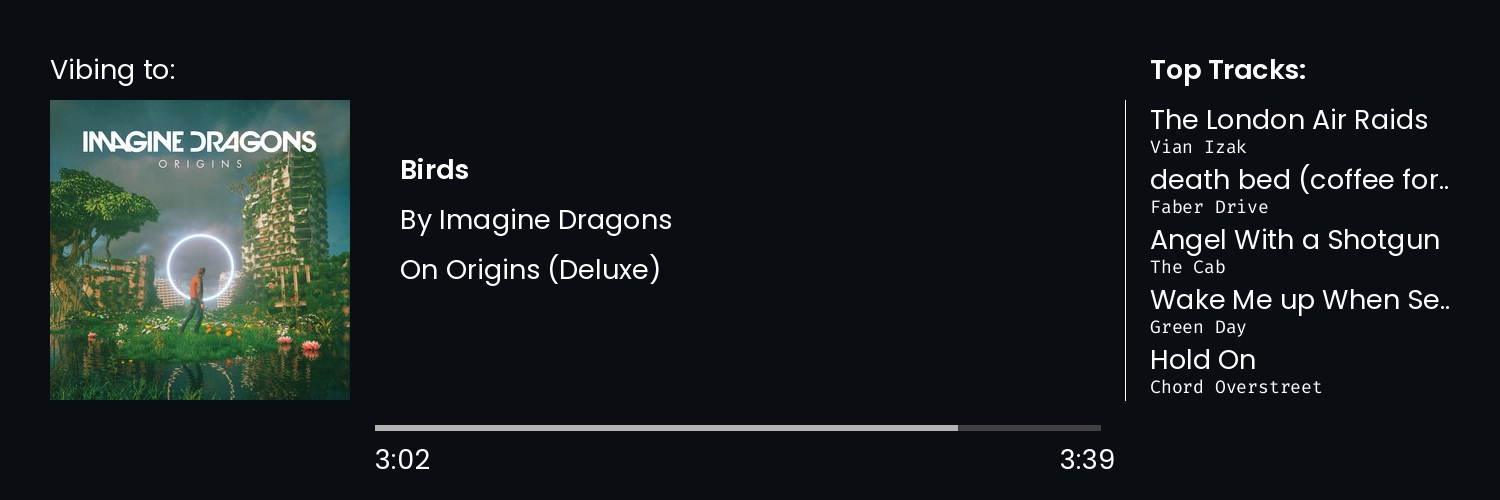 Vibing to:
IMAGINE DRAGONS
ORIGINS
Birds
By Imagine Dragons
On Origins (Deluxe)
3:02
3:39
Top Tracks:
The London Air Raids
Vian Izak
death bed (coffee for..
Faber Drive
Angel With a Shotgun
The Cab
Wake Me up When Se..
Green Day
Hold On
Chord Overstreet